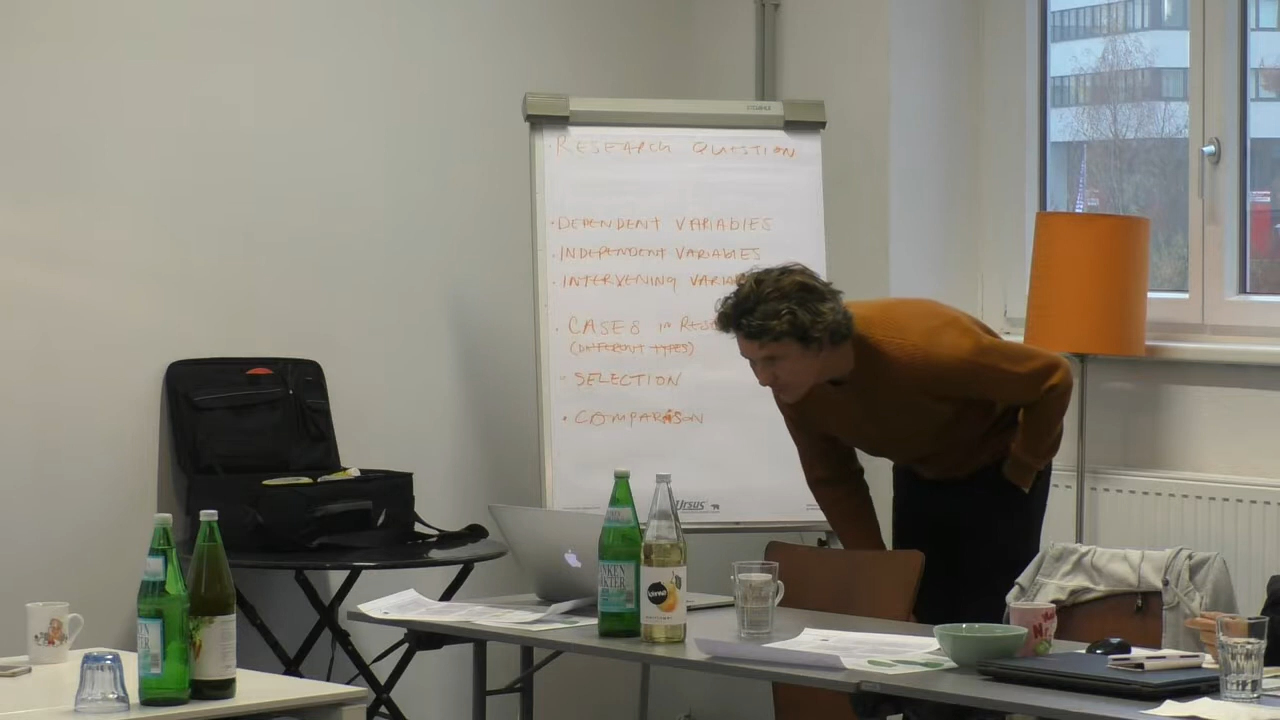 · RESEARCH QUESTION
· DEPENDENT VARIABLES
· INDEPENDENT VARIABLES
· INTERVENING
· CASES IN
(DIFFERENT TYPES)
· SELECTION
· COMPARISON
Ursus